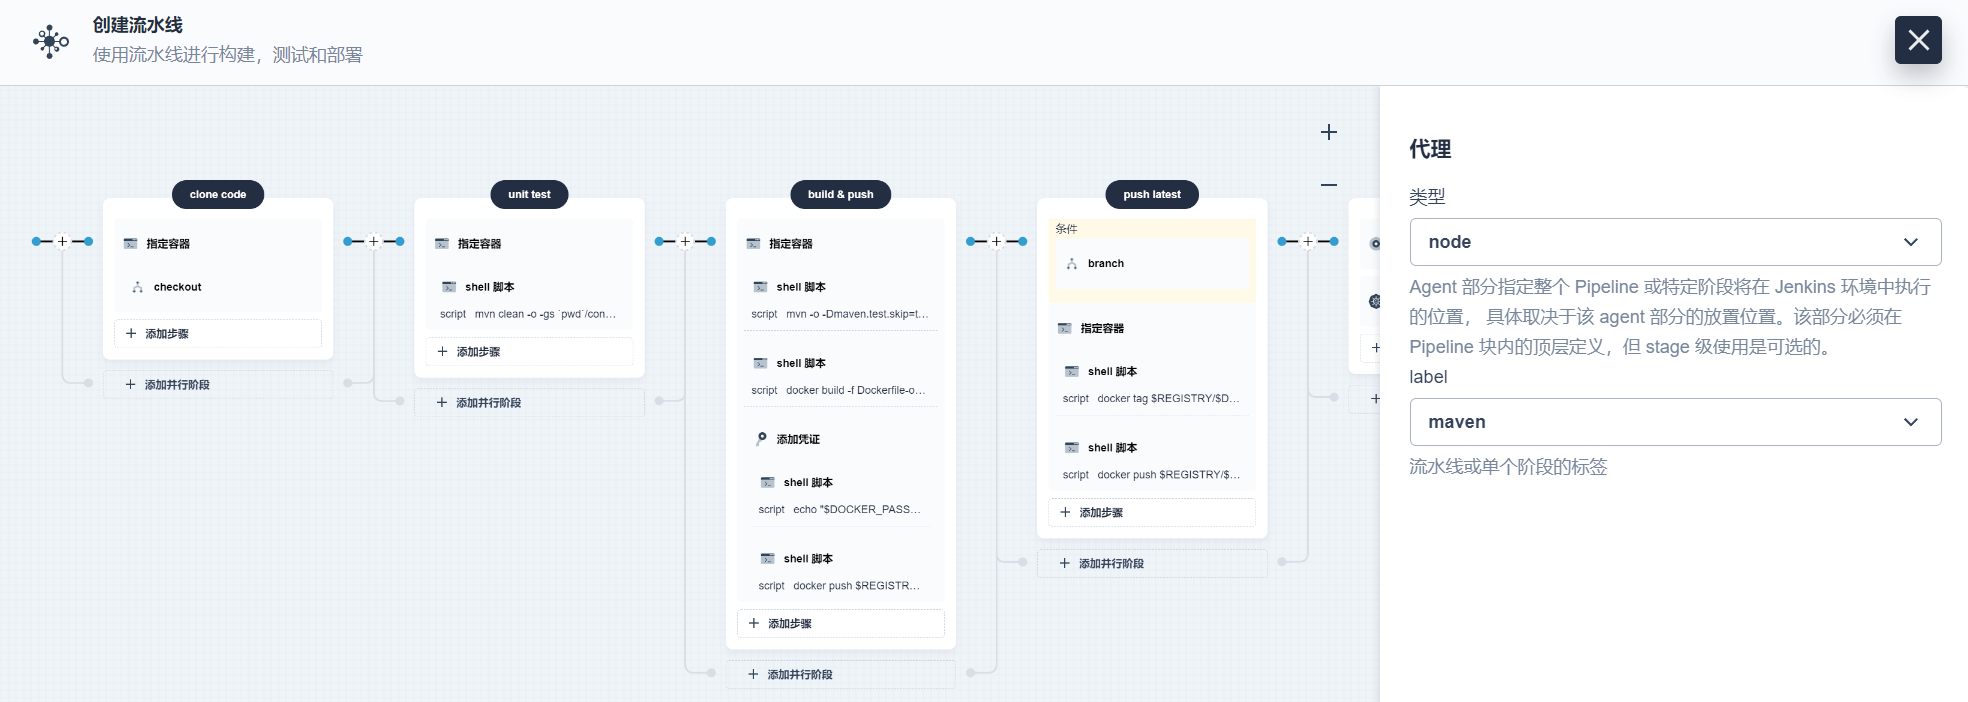 创建流水线
使用流水线进行构建，测试和部署
clone code
指定容器
checkout
添加步骤
添加并行阶段
unit test
指定容器
shell 脚本
script mvn clean -o -gs `pwd`/con...
添加步骤
添加并行阶段
build & push
指定容器
shell 脚本
script mvn -o -Dmaven.test.skip=t...
shell 脚本
script docker build -f Dockerfile-o...
添加凭证
shell 脚本
script echo "$DOCKER_PASS...
shell 脚本
script docker push $REGISTR...
添加步骤
添加并行阶段
push latest
条件
branch
指定容器
shell 脚本
script docker tag $REGISTRY/$D...
shell 脚本
script docker push $REGISTRY/$...
添加步骤
添加并行阶段
代理
类型
node
Agent 部分指定整个 Pipeline 或特定阶段将在 Jenkins 环境中执行
的位置， 具体取决于该 agent 部分的放置位置。该部分必须在
Pipeline 块内的顶层定义，但 stage 级使用是可选的。
label
maven
流水线或单个阶段的标签